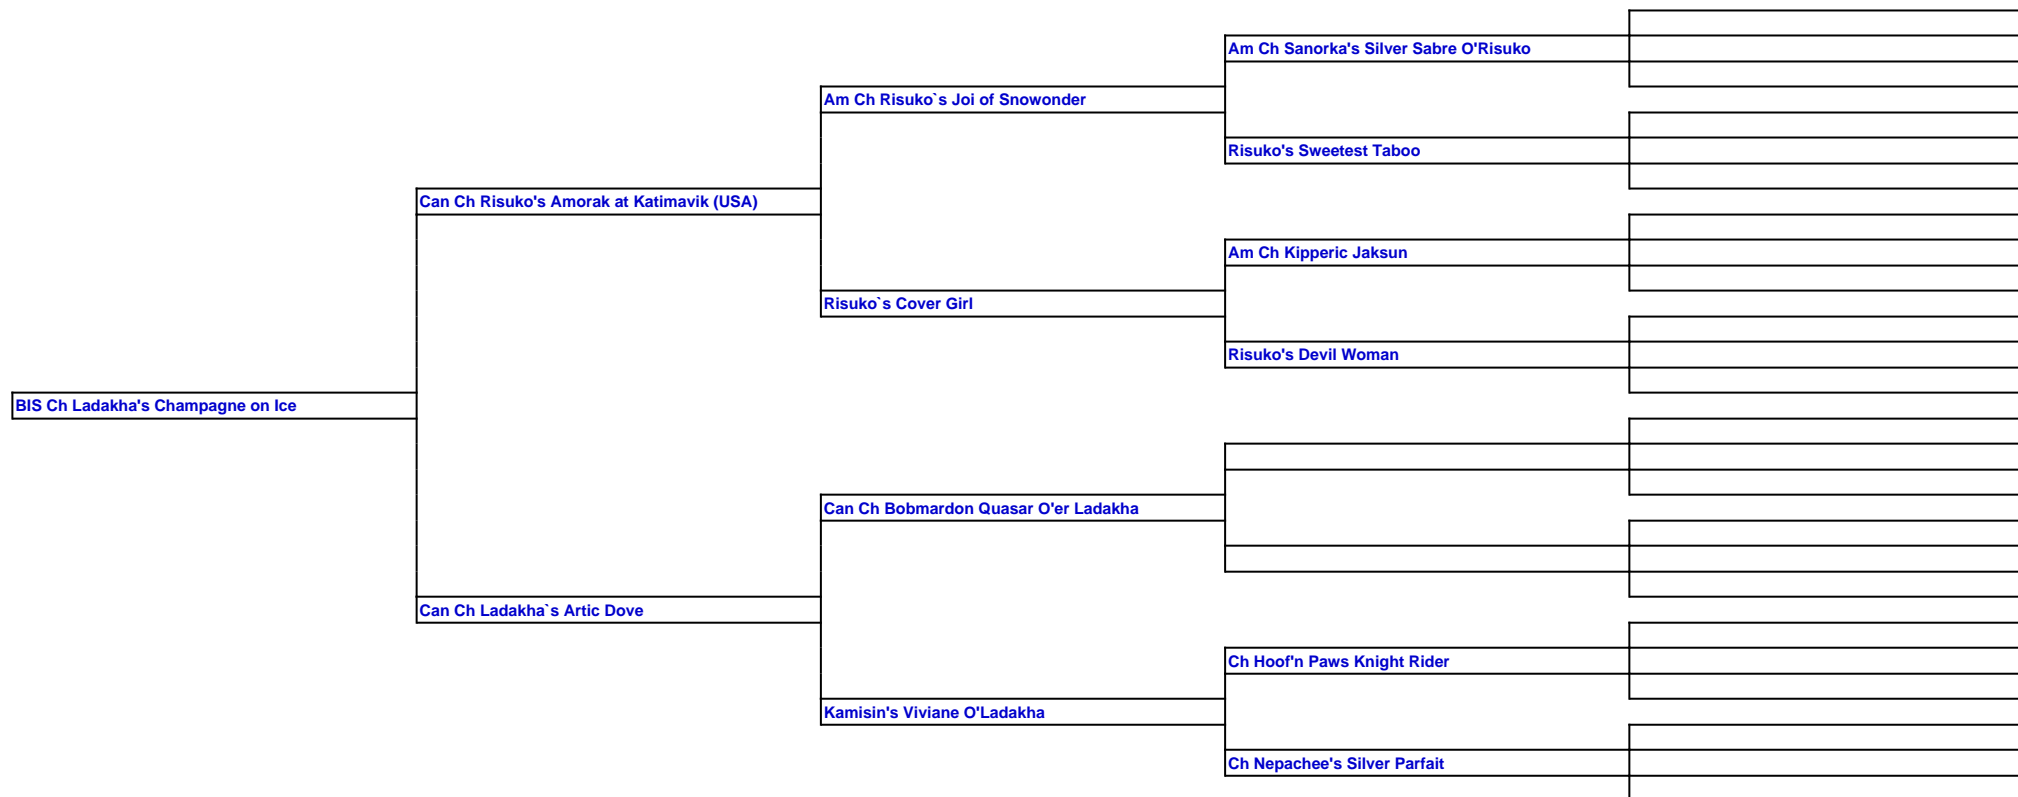 Am Ch Sanorka's Silver Sabre O'Risuko
Am Ch Risuko`s Joi of Snowonder
Risuko's Sweetest Taboo
Can Ch Risuko's Amorak at Katimavik (USA)
Am Ch Kipperic Jaksun
Risuko`s Cover Girl
Risuko's Devil Woman
BIS Ch Ladakha's Champagne on Ice
Can Ch Bobmardon Quasar O'er Ladakha
Can Ch Ladakha`s Artic Dove
Ch Hoof'n Paws Knight Rider
Kamisin's Viviane O'Ladakha
Ch Nepachee's Silver Parfait